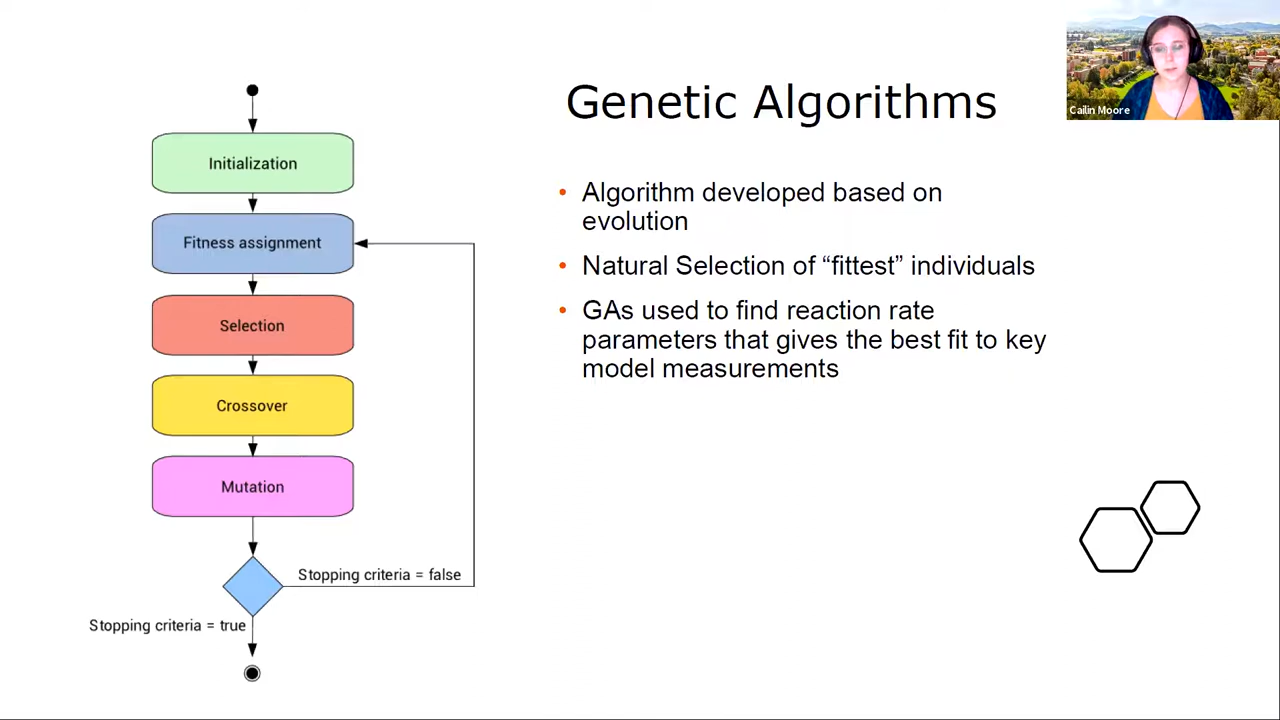 Genetic Algorithms
Cailin Moore
Initialization
Fitness assignment
Selection
Crossover
Mutation
Stopping criteria = false
Stopping criteria = true
• Algorithm developed based on
evolution
• Natural Selection of “fittest” individuals
• GAs used to find reaction rate
parameters that gives the best fit to key
model measurements